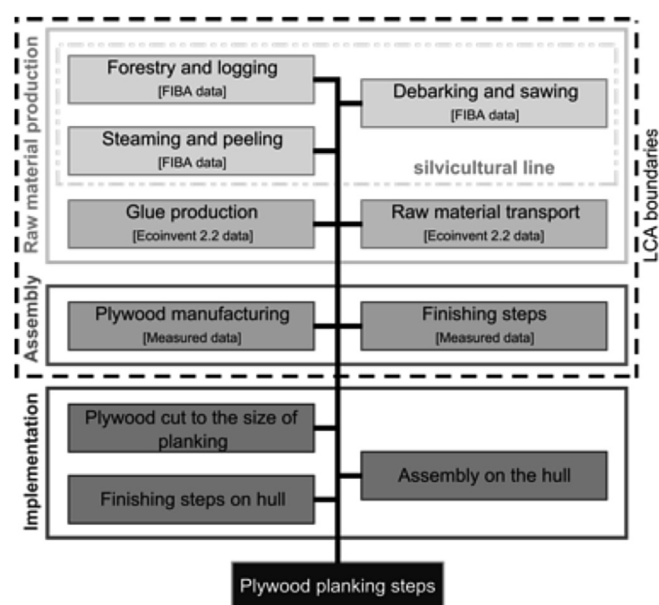 Raw material production
Forestry and logging
[FIBA data]
Debarking and sawing
[FIBA data]
Steaming and peeling
[FIBA data]
silvicultural line
Glue production
[Ecoinvent 2.2 data]
Raw material transport
[Ecoinvent 2.2 data]
LCA boundaries
Assembly
Plywood manufacturing
[Measured data]
Finishing steps
[Measured data]
Implementation
Plywood cut to the size of
planking
Assembly on the hull
Finishing steps on hull
Plywood planking steps